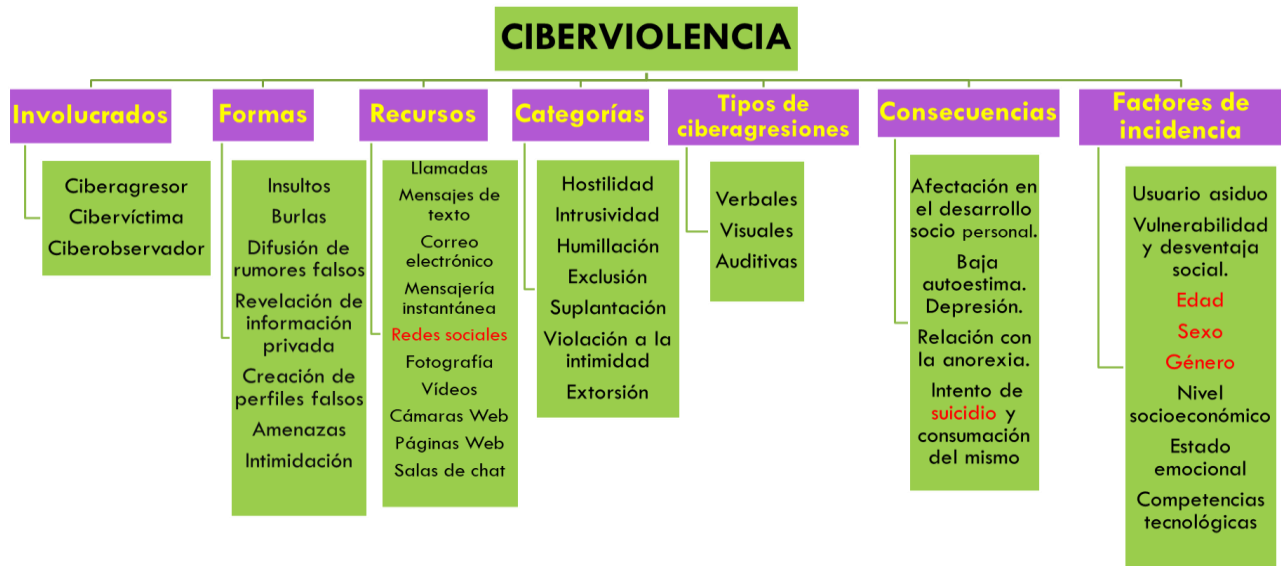 CIBERVIOLENCIA
Involucrados
Ciberagresor
Cibervíctima
Ciberobservador
Formas
Insultos
Burlas
Difusión de
rumores falsos
Revelación de
información
privada
Creación de
perfiles falsos
Amenazas
Intimidación
Recursos
Llamadas
Mensajes de
texto
Correo
electrónico
Mensajería
instantánea
Redes sociales
Fotografía
Vídeos
Cámaras Web
Páginas Web
Salas de chat
Categorías
Hostilidad
Intrusividad
Humillación
Exclusión
Suplantación
Violación a la
intimidad
Extorsión
Tipos de
ciberagresiones
Verbales
Visuales
Auditivas
Consecuencias
Afectación en
el desarrollo
socio personal.
Baja
autoestima.
Depresión.
Relación con
la anorexia.
Intento de
suicidio y
consumación
del mismo
Factores de
incidencia
Usuario asiduo
Vulnerabilidad
y desventaja
social.
Edad
Sexo
Género
Nivel
socioeconómico
Estado
emocional
Competencias
tecnológicas